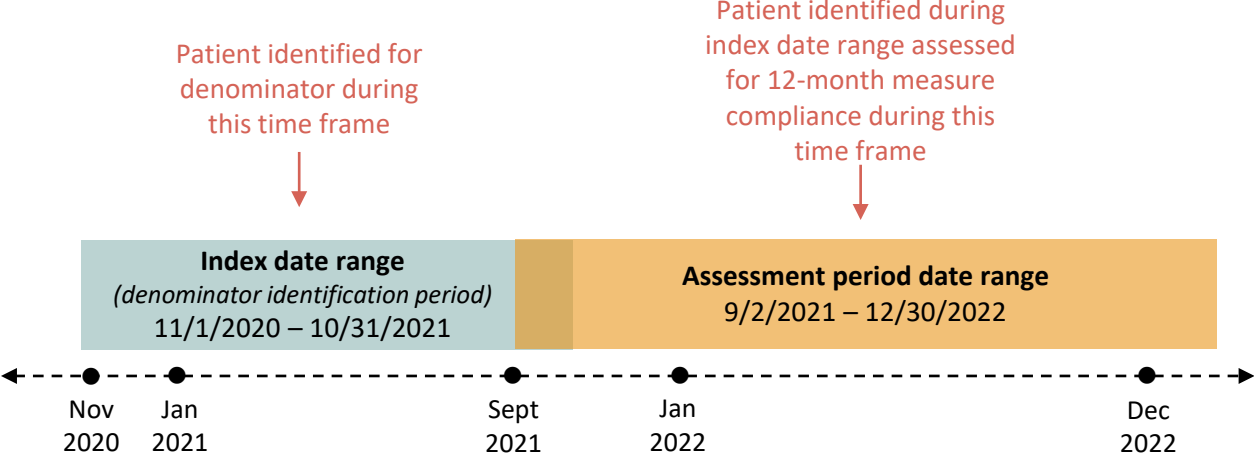 Patient identified for
denominator during
this time frame
Patient identified during
index date range assessed
for 12-month measure
compliance during this
time frame
Index date range
(denominator identification period)
11/1/2020 – 10/31/2021
Assessment period date range
9/2/2021 – 12/30/2022
Nov
2020
Jan
2021
Sept
2021
Jan
2022
Dec
2022